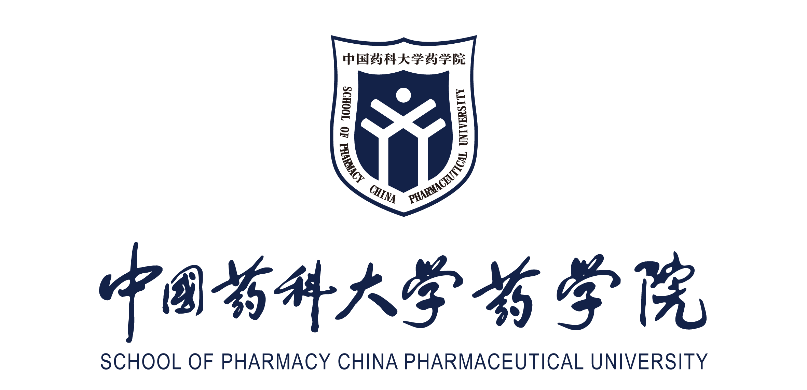 中国药科大学药学院
SCHOOL OF PHARMACY CHINA PHARMACEUTICAL UNIVERSITY
中國药科大学药学院
SCHOOL OF PHARMACY CHINA PHARMACEUTICAL UNIVERSITY